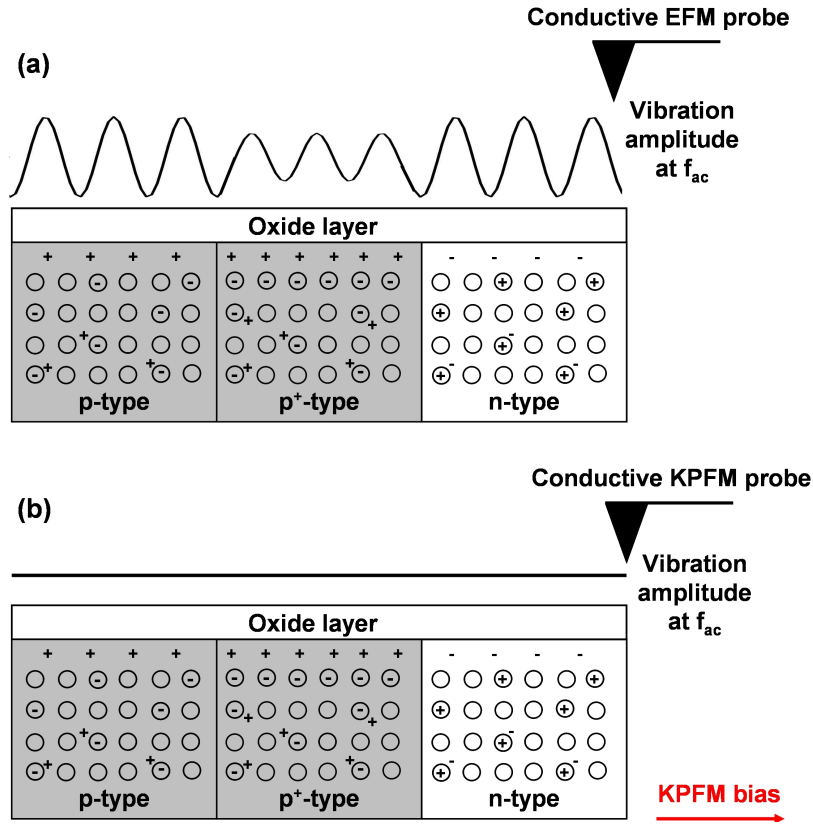 Conductive EFM probe
(a)
Vibration
amplitude
at fac
Oxide layer
+ + + + + + + + + + - - - -
- - - - - - - - + +
- - - + - + + +
+ - + - + -
- + + - - + + - + - + -
p-type p+-type n-type
Conductive KPFM probe
(b)
Vibration
amplitude
at fac
Oxide layer
+ + + + + + + + + + - - - -
- - - - - - - - + +
- - - + - + + +
+ - + - + -
- + + - - + + - + - + -
p-type p+-type n-type
KPFM bias